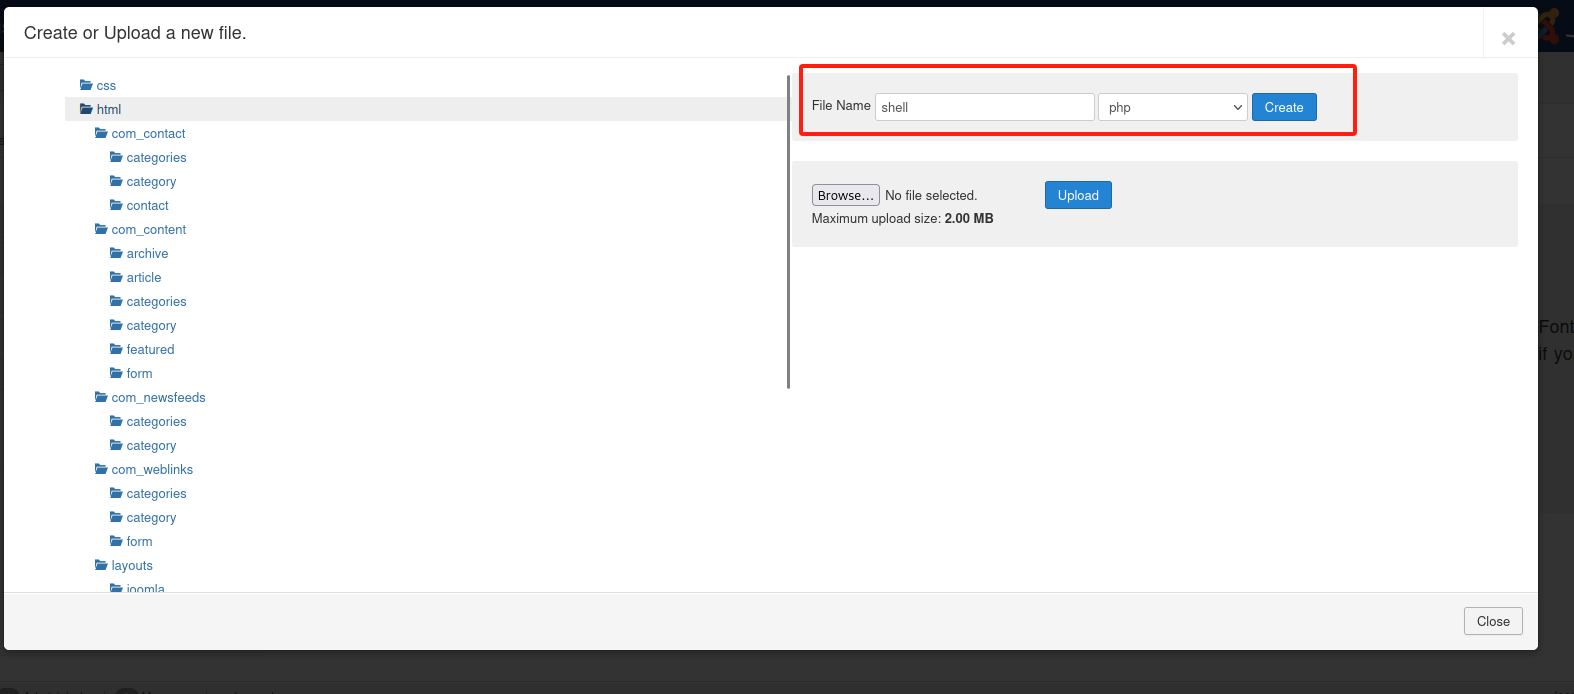 Create or Upload a new file.
css
html
com_contact
categories
category
contact
com_content
archive
article
categories
category
featured
form
com_newsfeeds
categories
category
com_weblinks
categories
category
form
layouts
joomla
File Name shell php Create
Browse... No file selected. Upload
Maximum upload size: 2.00 MB
Font
if yo
Close